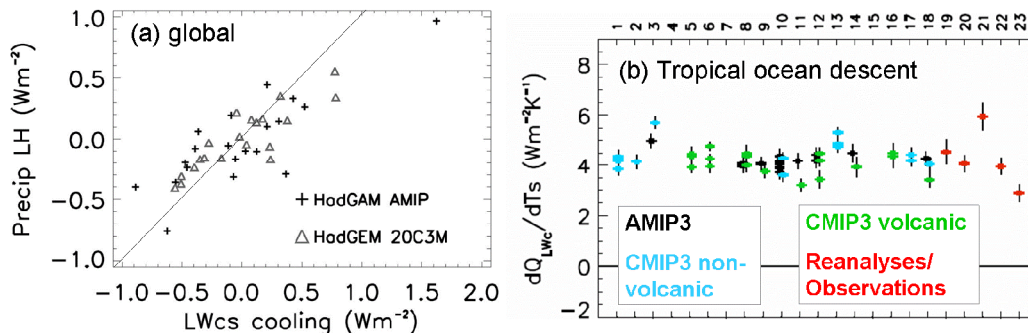 (a) global
1.0
0.5
0.0
−0.5
−1.0
Precip LH (Wm⁻²)
+ HadGAM AMIP
△ HadGEM 20C3M
−1.0 −0.5 0.0 0.5 1.0 1.5 2.0
LWcs cooling (Wm⁻²)
1 2 3 4 5 6 7 8 9 10 11 12 13 14 15 16 17 18 19 20 21 22 23
(b) Tropical ocean descent
8
6
4
2
0
−2
dQLWc/dTs (Wm⁻²K⁻¹)
AMIP3
CMIP3 non-
volcanic
CMIP3 volcanic
Reanalyses/
Observations